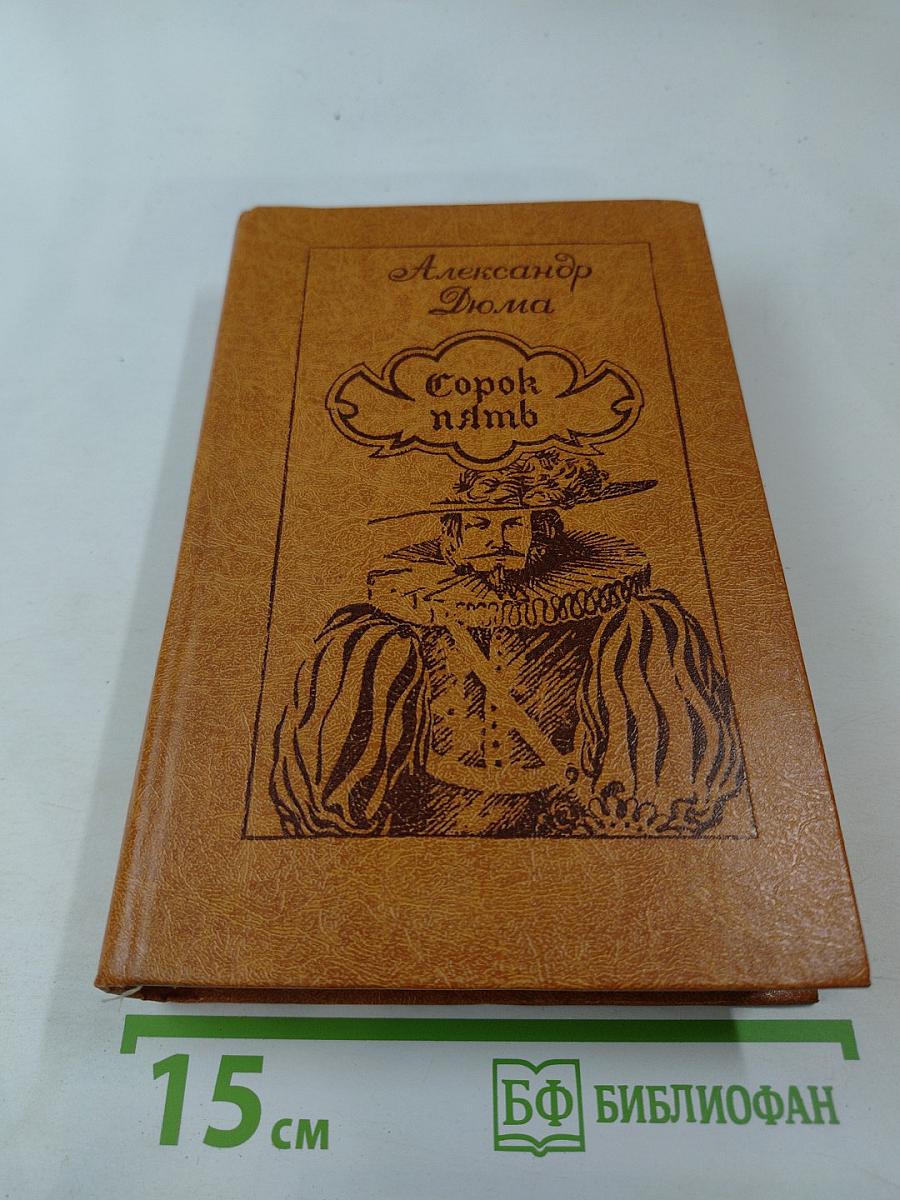 Александр
Дюма
Сорок
пять
15 см
БФ БИБЛИОФАН